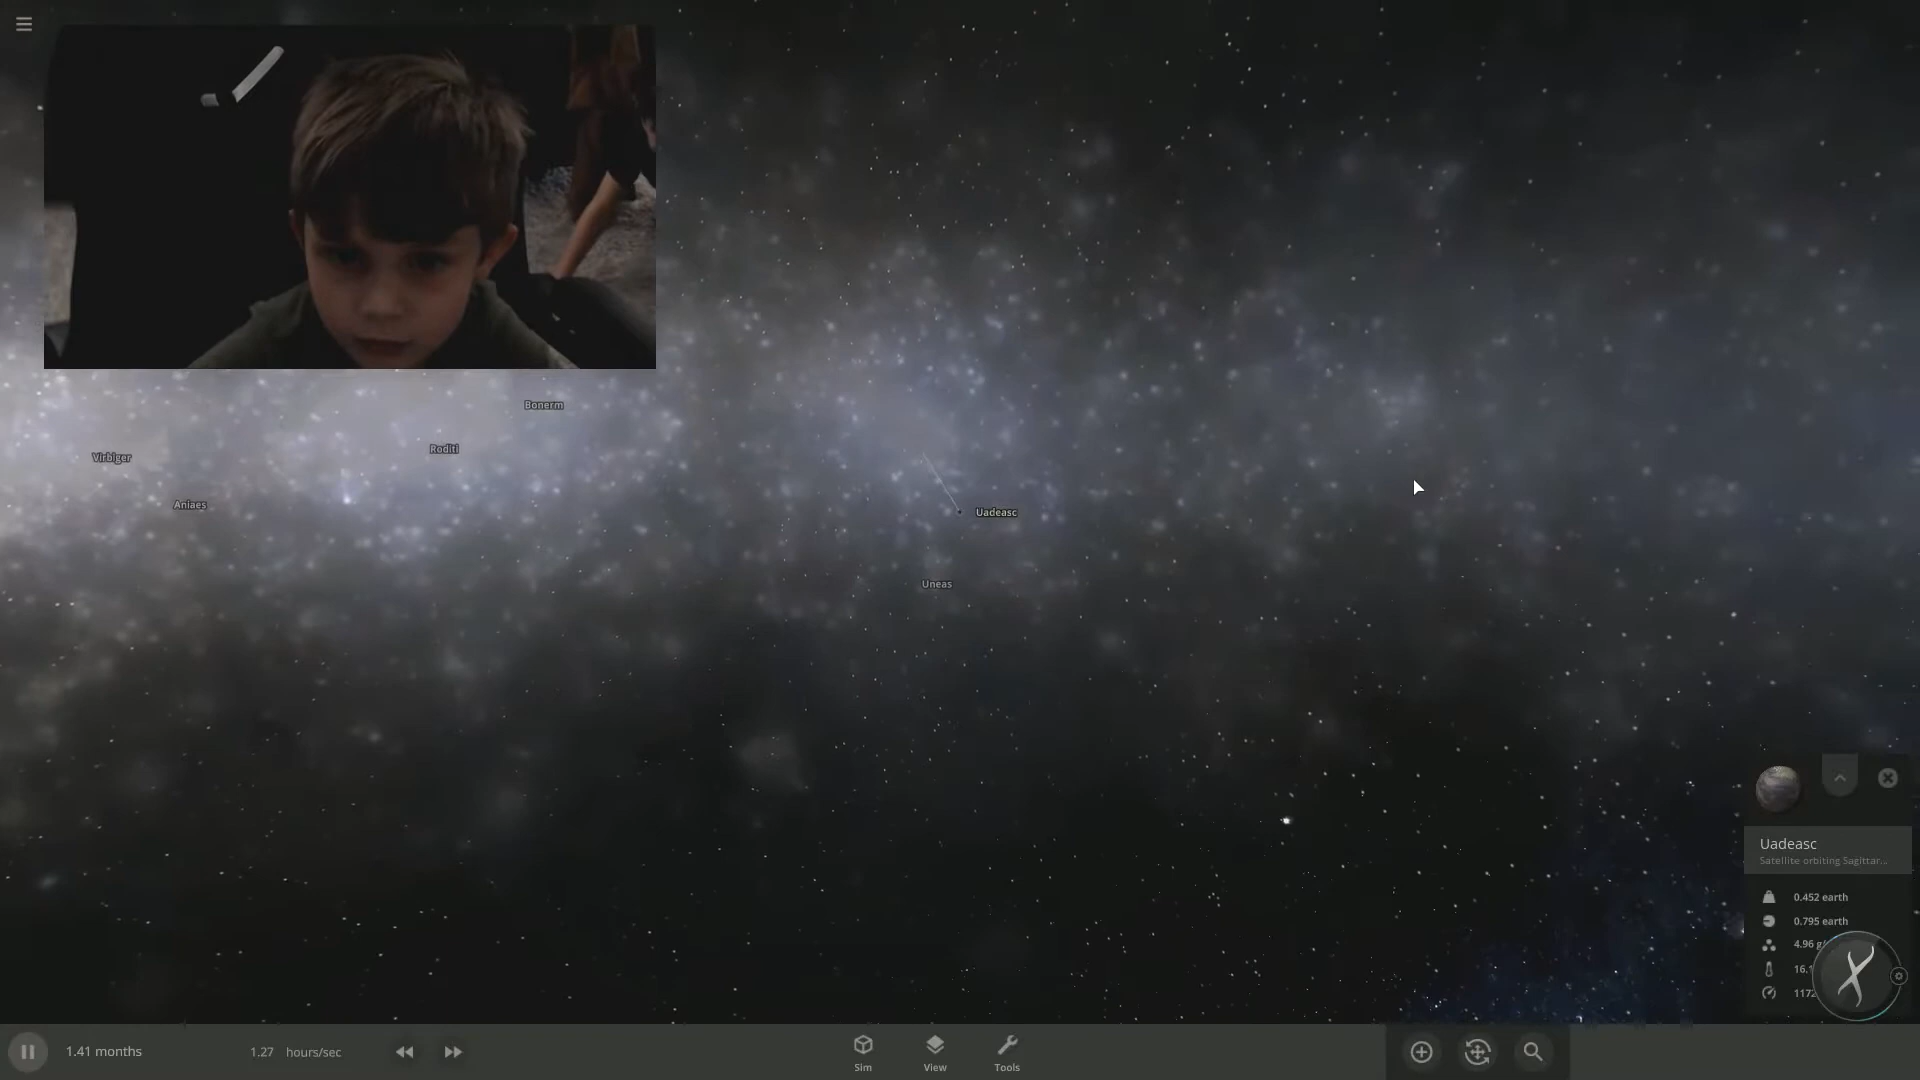 Bonerm
Roditi
Virbiger
Aniaes
Uadeasc
Uneas
Uadeasc
Satellite orbiting Sagittar...
0.452 earth
0.795 earth
4.96
16.1
1172
1.41 months
1.27 hours/sec
Sim
View
Tools